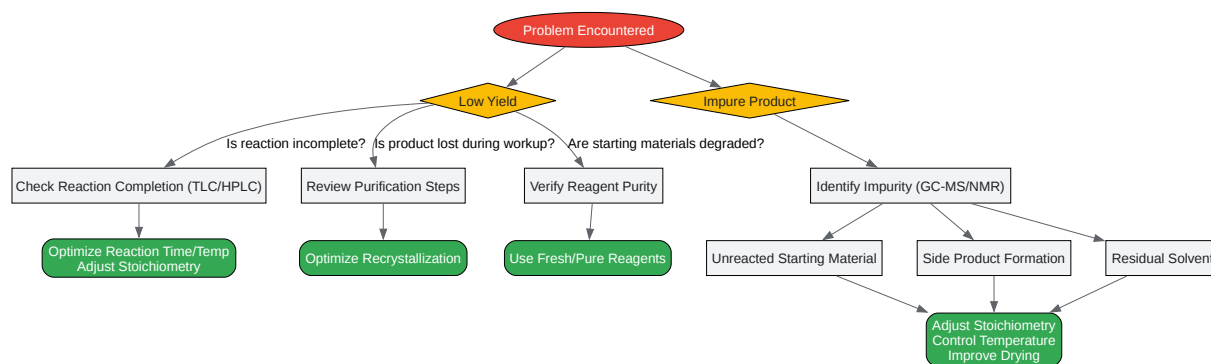 Problem Encountered
Low Yield
Impure Product
Is reaction incomplete?
Is product lost during workup?
Are starting materials degraded?
Check Reaction Completion (TLC/HPLC)
Review Purification Steps
Verify Reagent Purity
Identify Impurity (GC-MS/NMR)
Optimize Reaction Time/Temp
Adjust Stoichiometry
Optimize Recrystallization
Use Fresh/Pure Reagents
Unreacted Starting Material
Side Product Formation
Residual Solvent
Adjust Stoichiometry
Control Temperature
Improve Drying